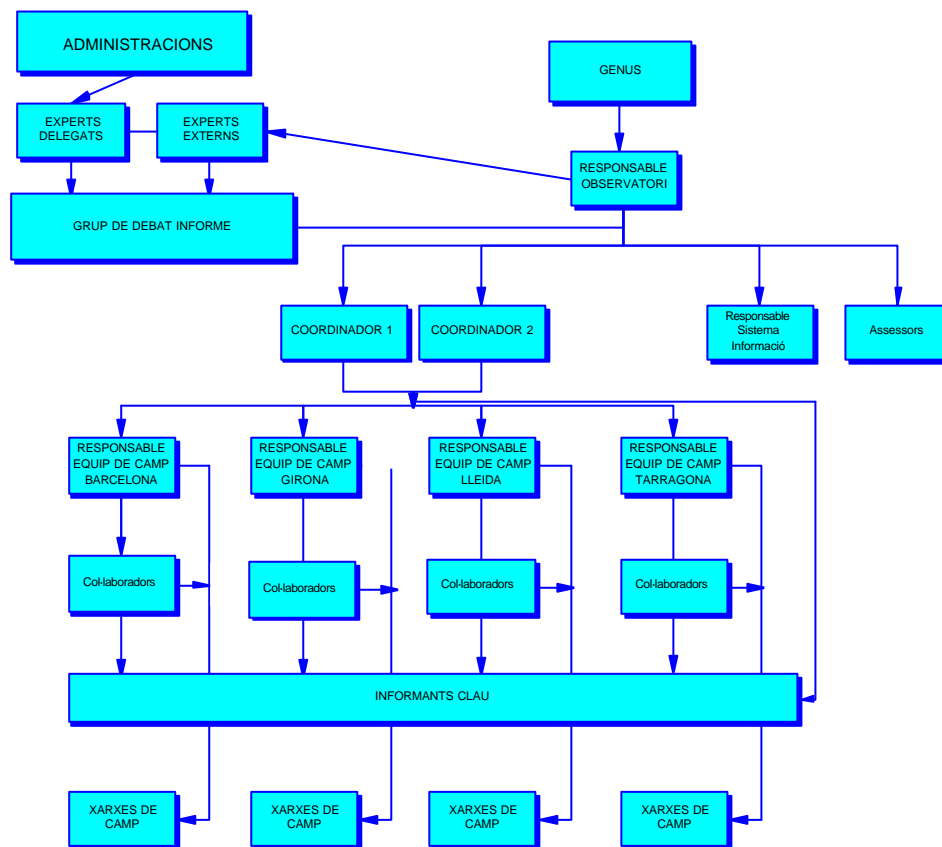 ADMINISTRACIONS
GENUS
EXPERTS
DELEGATS
EXPERTS
EXTERNS
RESPONSABLE
OBSERVATORI
GRUP DE DEBAT INFORME
COORDINADOR 1
COORDINADOR 2
Responsable
Sistema
Informació
Assessors
RESPONSABLE
EQUIP DE CAMP
BARCELONA
RESPONSABLE
EQUIP DE CAMP
GIRONA
RESPONSABLE
EQUIP DE CAMP
LLEIDA
RESPONSABLE
EQUIP DE CAMP
TARRAGONA
Col·laboradors
Col·laboradors
Col·laboradors
Col·laboradors
INFORMANTS CLAU
XARXES DE
CAMP
XARXES DE
CAMP
XARXES DE
CAMP
XARXES DE
CAMP